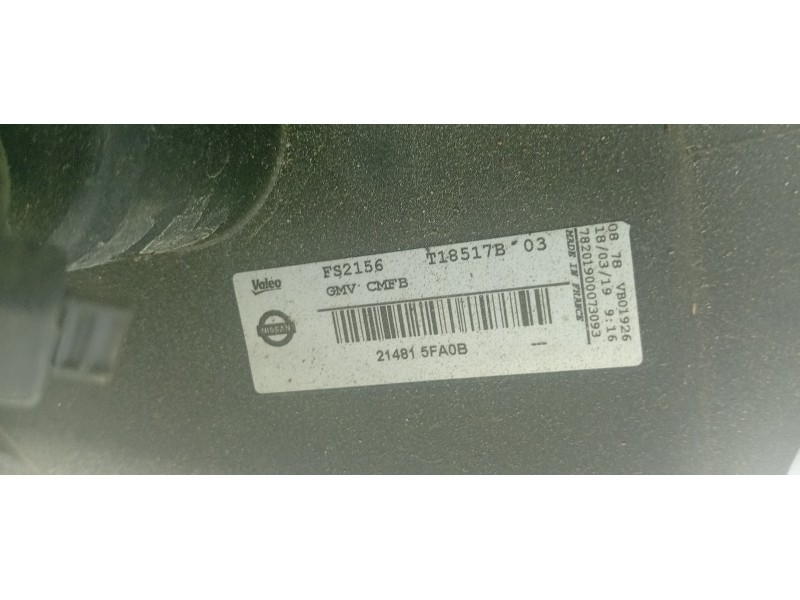 Valeo
FS2156 T18517B 03
GMV CMFB
NISSAN
21481 5FA0B ---
MADE IN FRANCE
78201900073093
18/03/19 9:16
08 78 VB01926